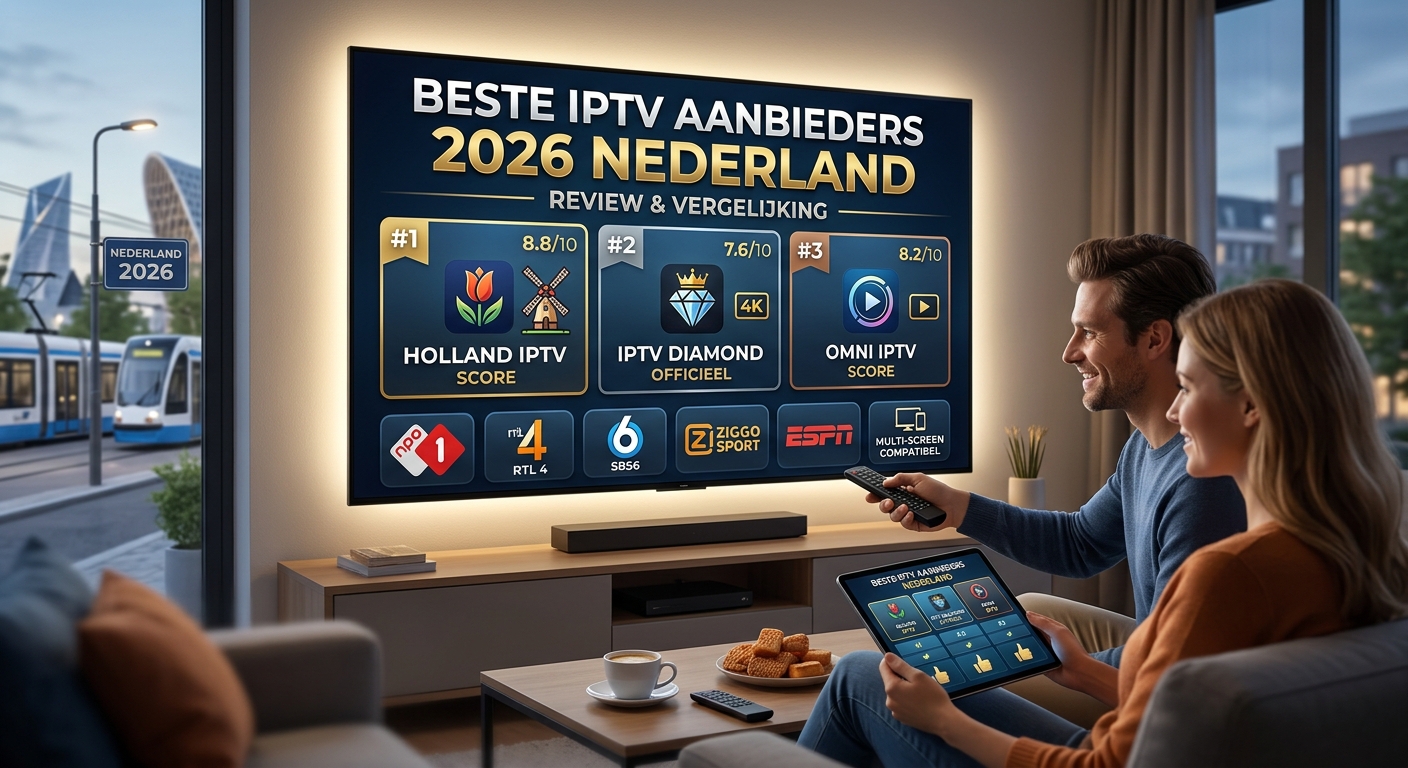 BESTE IPTV AANBIEDERS
2026 NEDERLAND
REVIEW & VERGELIJKING
#1
8.8/10
HOLLAND IPTV
SCORE
#2
7.6/10
4K
IPTV DIAMOND
OFFICIEEL
#3
8.2/10
OMNI IPTV
SCORE
npo
1
rtl 4
RTL 4
6
SBS6
ZIGGO
SPORT
ESPN
MULTI-SCREEN
COMPATIBEL
NEDERLAND
2026
NEDERLAND